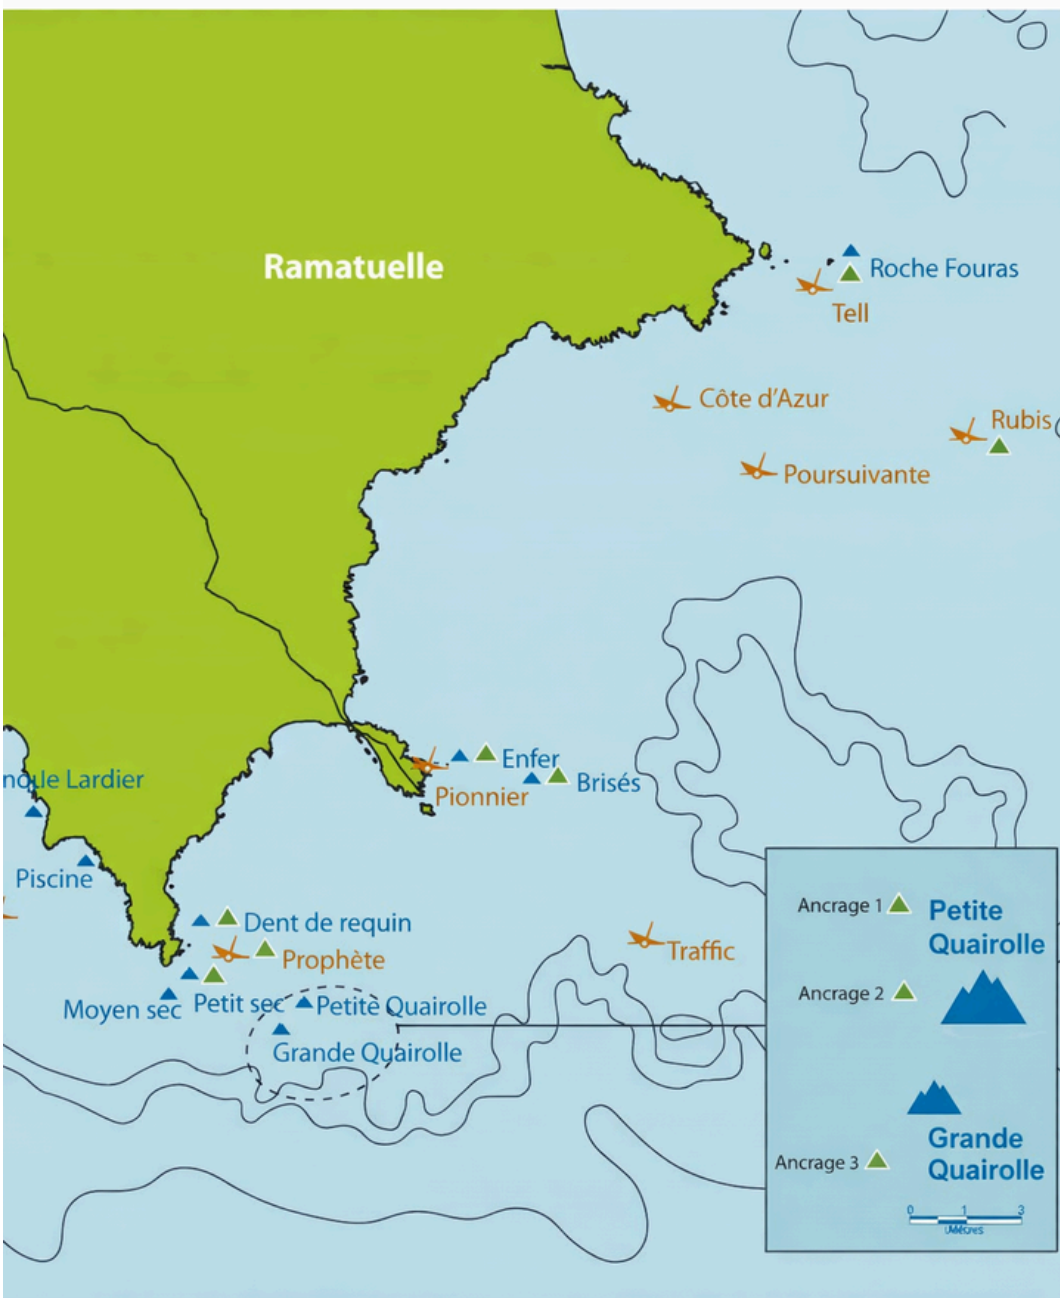 Ramatuelle
Roche Fouras
Tell
Côte d'Azur
Rubis
Poursuivante
Enfer
Lardier
Brisés
Pionnier
Piscine
Dent de requin
Traffic
Prophète
Petit sec
Petite Quairolle
Moyen sec
Grande Quairolle
Ancrage 1
Petite
Quairolle
Ancrage 2
Grande
Quairolle
Ancrage 3
0 1 3